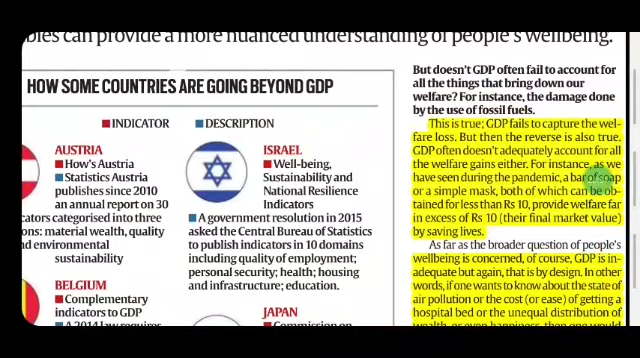 can provide a more nuanced understanding of people's wellbeing.
HOW SOME COUNTRIES ARE GOING BEYOND GDP
INDICATOR DESCRIPTION
AUSTRIA
How's Austria
Statistics Austria
publishes since 2010
an annual report on 30
categorised into three
material wealth, quality
environmental
sustainability
BELGIUM
Complementary
indicators to GDP
A 2014 law requires
ISRAEL
Well-being,
Sustainability and
National Resilience
Indicators
A government resolution in 2015
asked the Central Bureau of Statistics
to publish indicators in 10 domains
including quality of employment;
personal security; health; housing
and infrastructure; education.
JAPAN
Commission on
But doesn't GDP often fail to account for
all the things that bring down our
welfare? For instance, the damage done
by the use of fossil fuels.
This is true; GDP fails to capture the wel-
fare loss. But then the reverse is also true.
GDP often doesn't adequately account for all
the welfare gains either. For instance, as we
have seen during the pandemic, a bar of soap
or a simple mask, both of which can be ob-
tained for less than Rs 10, provide welfare far
in excess of Rs 10 (their final market value)
by saving lives.
As far as the broader question of people's
wellbeing is concerned, of course, GDP is in-
adequate but again, that is by design. In other
words, if one wants to know about the state of
air pollution or the cost (or ease) of getting a
hospital bed or the unequal distribution of
wealth, or even happiness, then one would